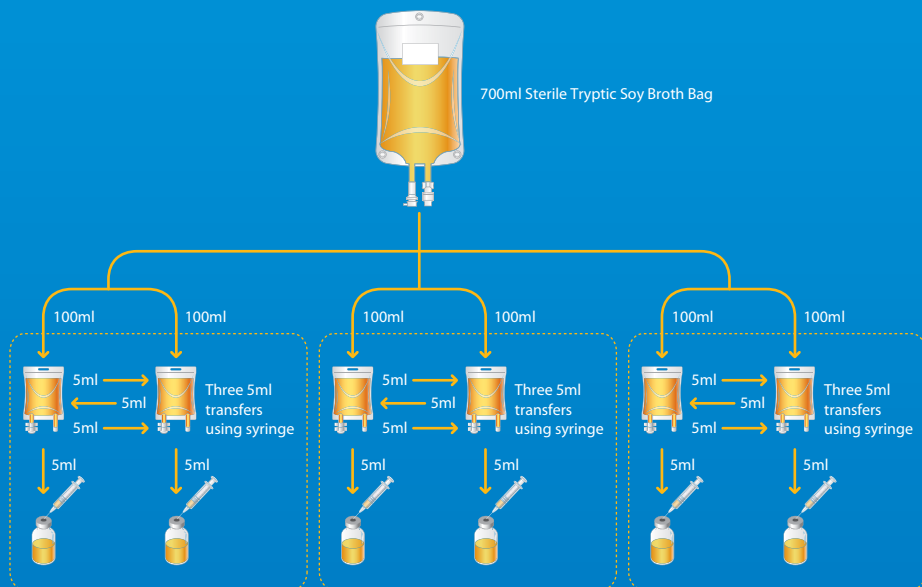 700ml Sterile Tryptic Soy Broth Bag
100ml 100ml 100ml 100ml 100ml 100ml
5ml
5ml
5ml
Three 5ml
transfers
using syringe
5ml
5ml
5ml
Three 5ml
transfers
using syringe
5ml
5ml
5ml
Three 5ml
transfers
using syringe
5ml 5ml 5ml 5ml 5ml 5ml